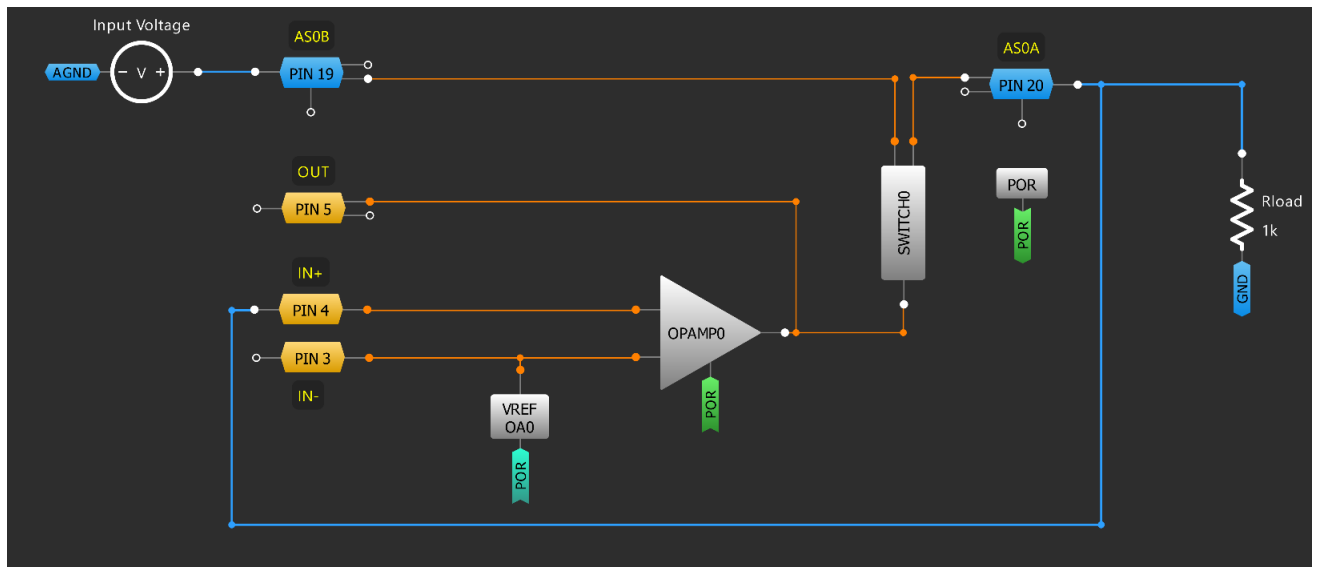 Input Voltage
AGND
− V +
AS0B
PIN 19
AS0A
PIN 20
OUT
PIN 5
SWITCH0
POR
POR
Rload
1k
GND
IN+
PIN 4
OPAMP0
PIN 3
IN-
VREF
OA0
POR
POR